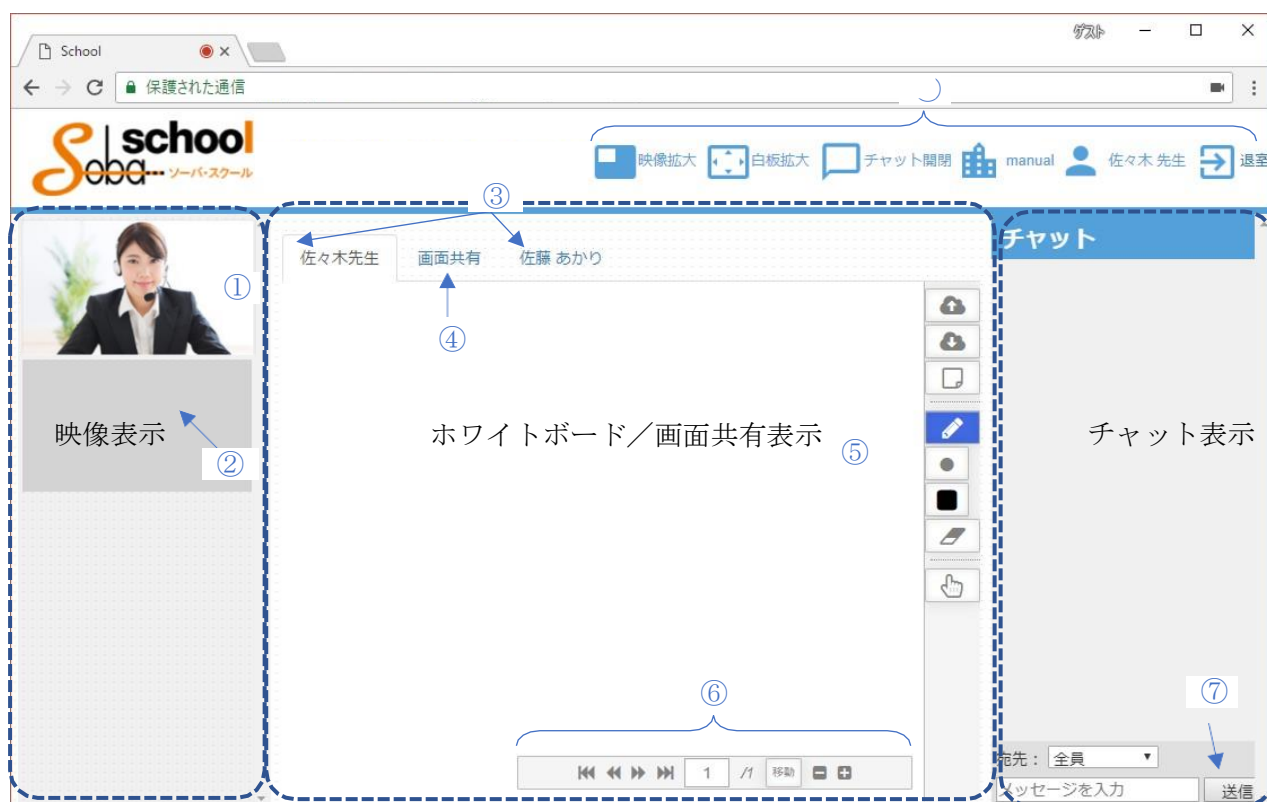 ゲスト
School
保護された通信
school
Soba
ソーバ・スクール
映像拡大 白板拡大 チャット開閉 manual 佐々木 先生 退室
③
佐々木先生 画面共有 佐藤 あかり
チャット
①
④
映像表示
②
ホワイトボード／画面共有表示
⑤
チャット表示
⑥
⑦
1 /1 移動
宛先： 全員
メッセージを入力 送信